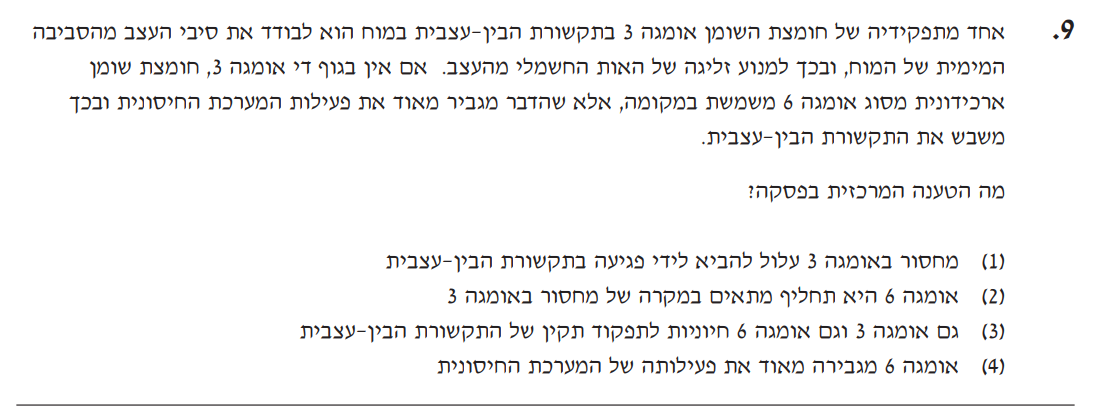 9. אחד מתפקידיה של חומצת השומן אומגה 3 בתקשורת הבין-עצבית במוח הוא לבודד את סיבי העצב מהסביבה
המימית של המוח, ובכך למנוע זליגה של האות החשמלי מהעצב. אם אין בגוף די אומגה 3, חומצת שומן
ארכידונית מסוג אומגה 6 משמשת במקומה, אלא שהדבר מגביר מאוד את פעילות המערכת החיסונית ובכך
משבש את התקשורת הבין-עצבית.
מה הטענה המרכזית בפסקה?
(1) מחסור באומגה 3 עלול להביא לידי פגיעה בתקשורת הבין-עצבית
(2) אומגה 6 היא תחליף מתאים במקרה של מחסור באומגה 3
(3) גם אומגה 3 וגם אומגה 6 חיוניות לתפקוד תקין של התקשורת הבין-עצבית
(4) אומגה 6 מגבירה מאוד את פעילותה של המערכת החיסונית